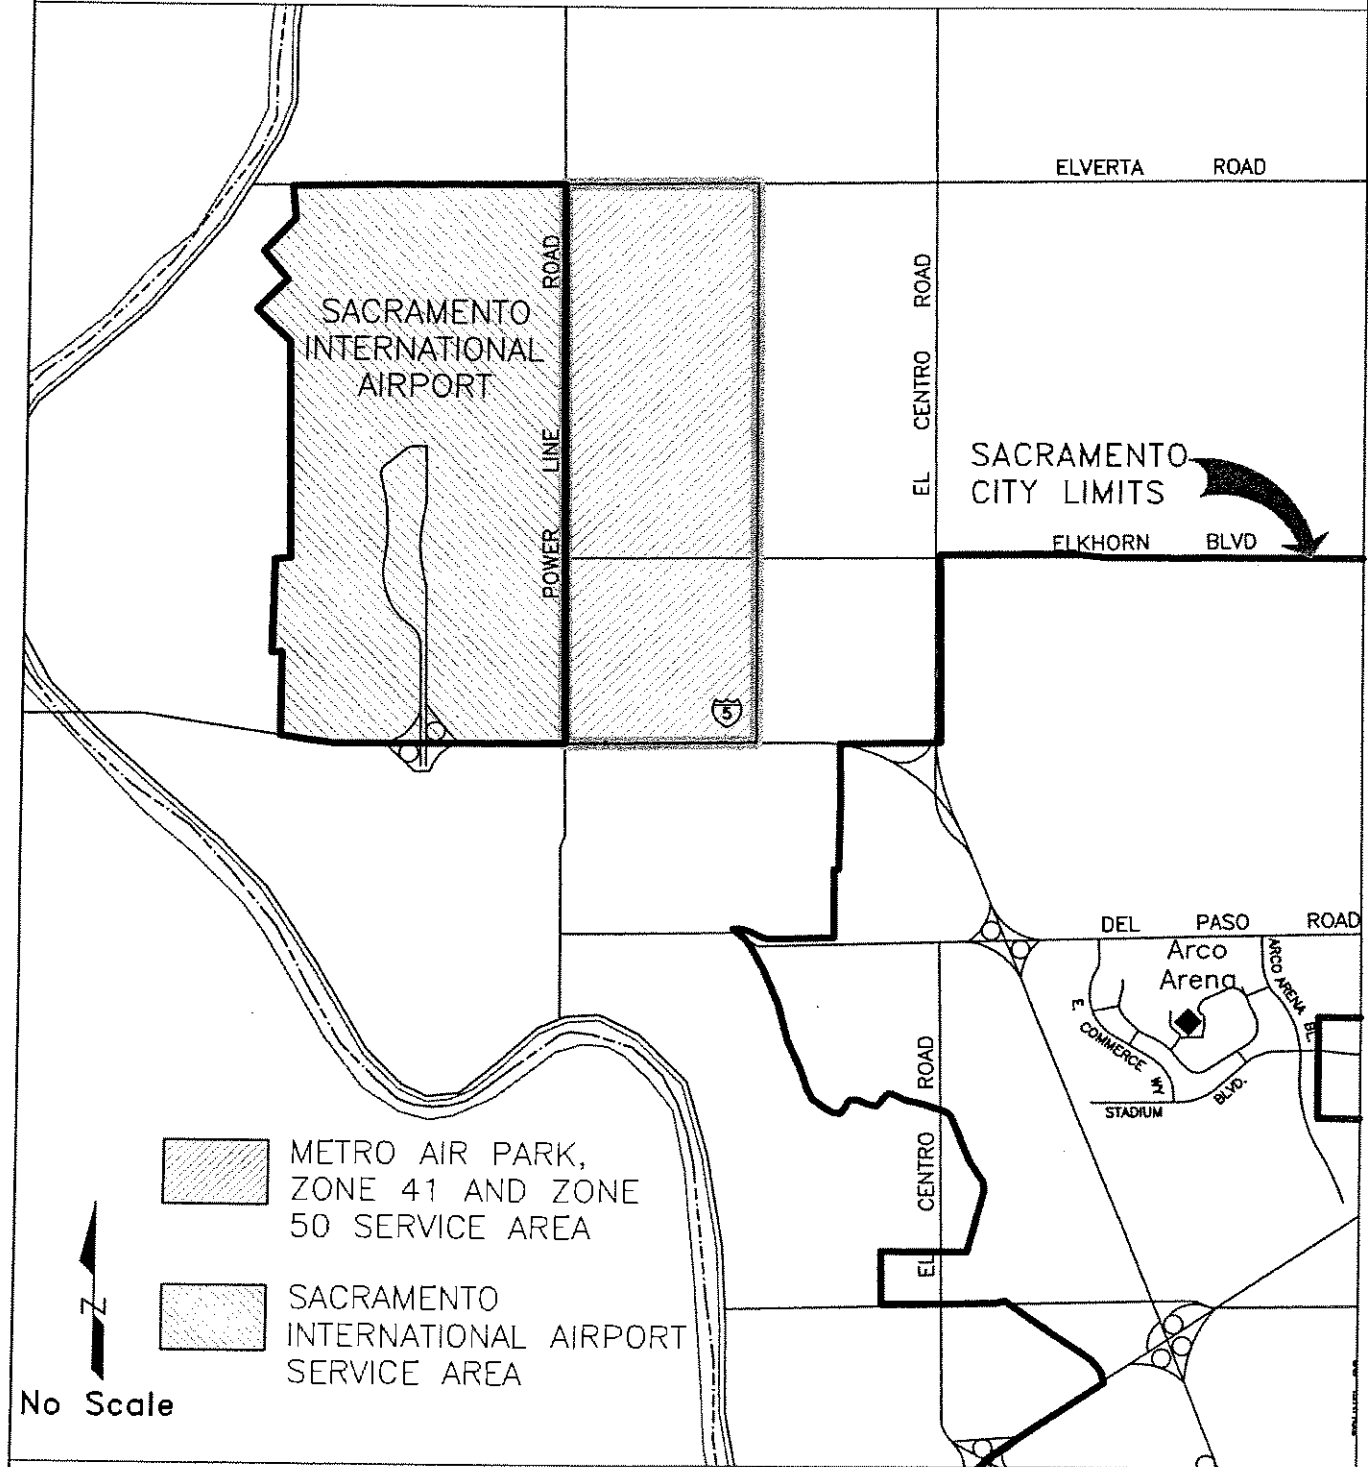 ELVERTA ROAD
SACRAMENTO
INTERNATIONAL
AIRPORT
POWER LINE ROAD
EL CENTRO ROAD
SACRAMENTO
CITY LIMITS
ELKHORN BLVD
5
DEL PASO ROAD
Arco
Arena
ARCO ARENA BL.
E. COMMERCE WY
STADIUM BLVD.
EL CENTRO ROAD
METRO AIR PARK,
ZONE 41 AND ZONE
50 SERVICE AREA
SACRAMENTO
INTERNATIONAL AIRPORT
SERVICE AREA
Z
No Scale